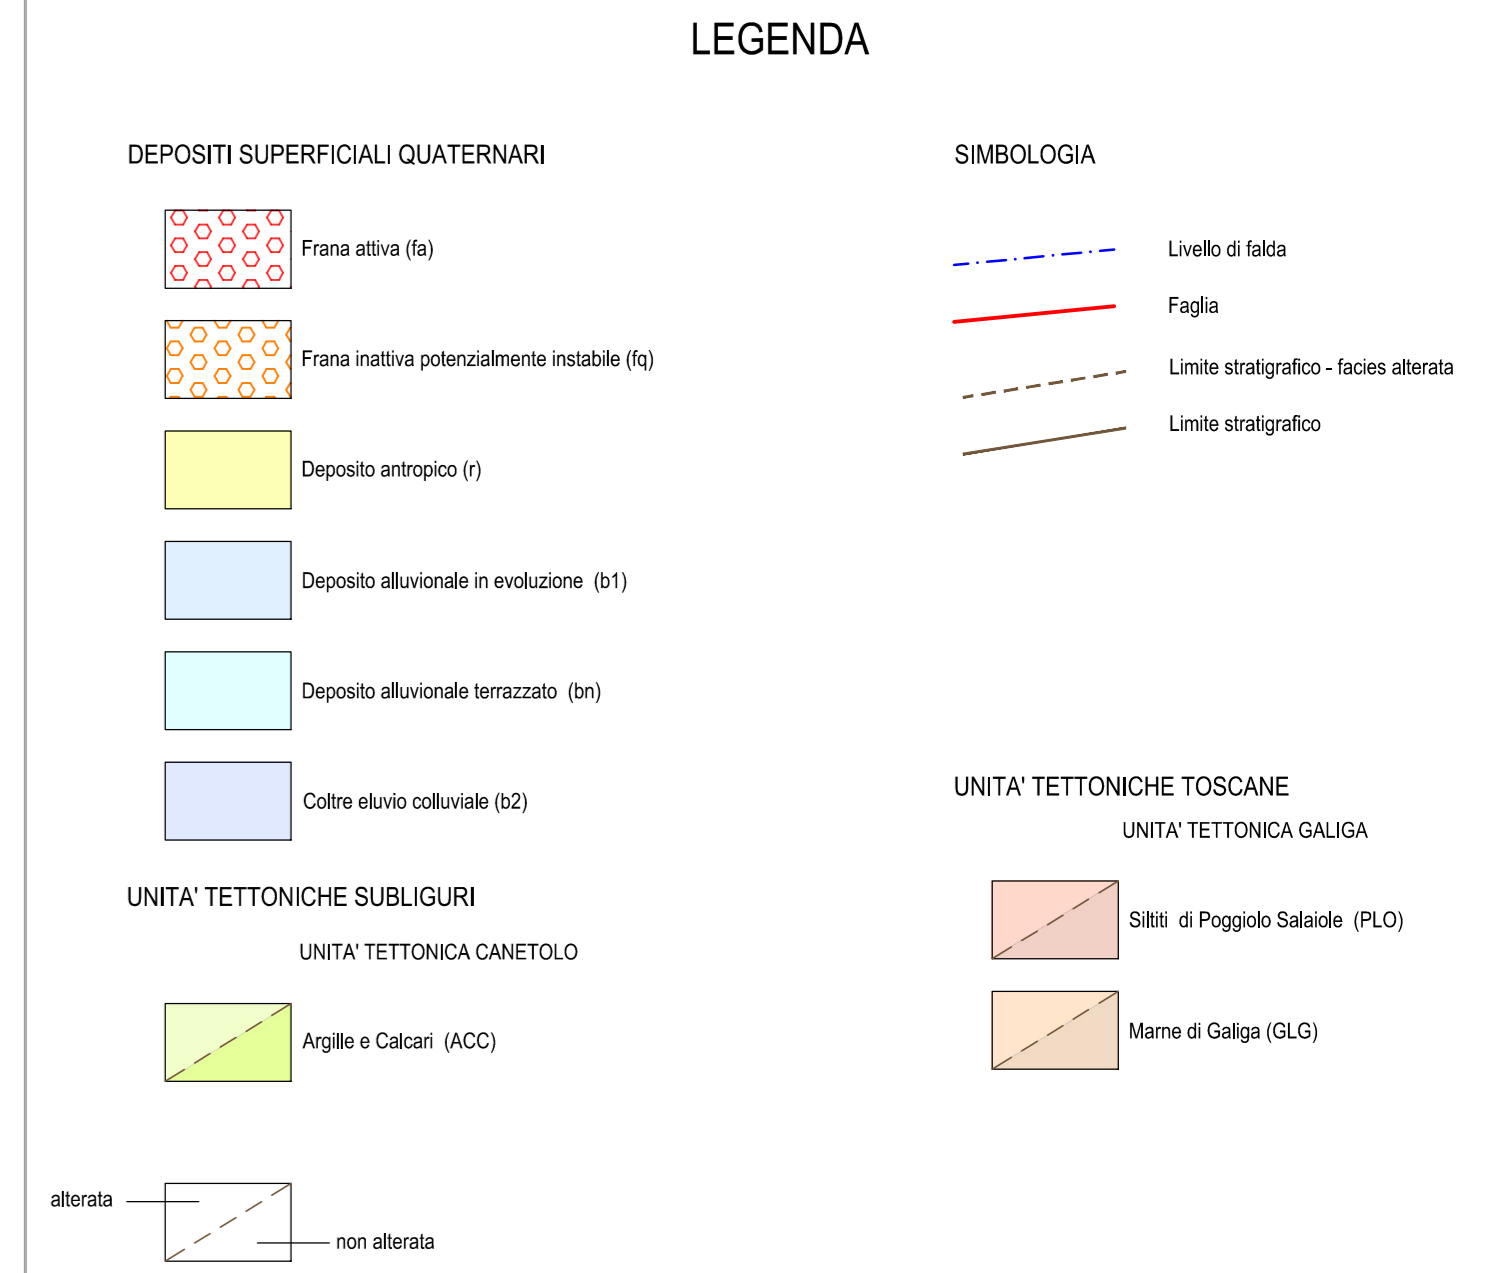 LEGENDA
DEPOSITI SUPERFICIALI QUATERNARI
Frana attiva (fa)
Frana inattiva potenzialmente instabile (fq)
Deposito antropico (r)
Deposito alluvionale in evoluzione (b1)
Deposito alluvionale terrazzato (bn)
Coltre eluvio colluviale (b2)
UNITA' TETTONICHE SUBLIGURI
UNITA' TETTONICA CANETOLO
Argille e Calcari (ACC)
alterata
non alterata
SIMBOLOGIA
Livello di falda
Faglia
Limite stratigrafico - facies alterata
Limite stratigrafico
UNITA' TETTONICHE TOSCANE
UNITA' TETTONICA GALIGA
Siltiti di Poggiolo Salaiole (PLO)
Marne di Galiga (GLG)